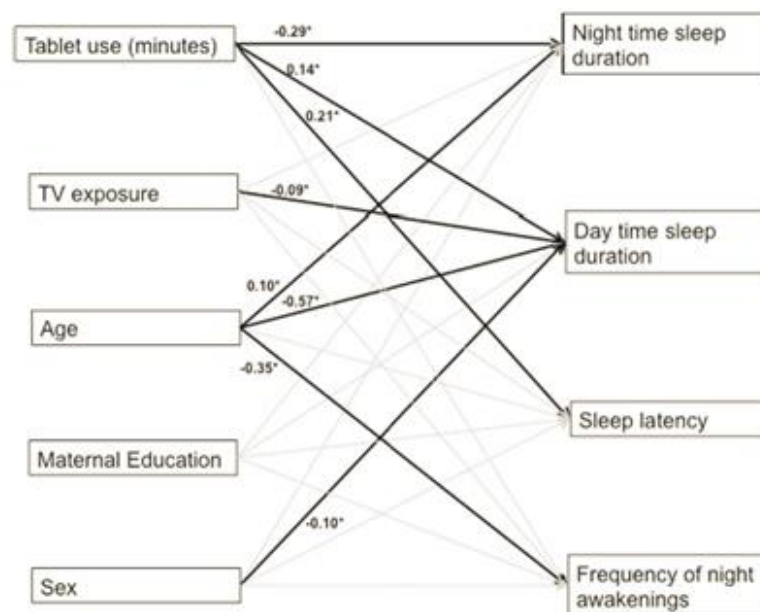 Tablet use (minutes)
-0.29*
Night time sleep
duration
0.14*
0.21*
TV exposure
-0.09*
Day time sleep
duration
0.10*
-0.57*
Age
-0.35*
Sleep latency
Maternal Education
-0.10*
Sex
Frequency of night
awakenings